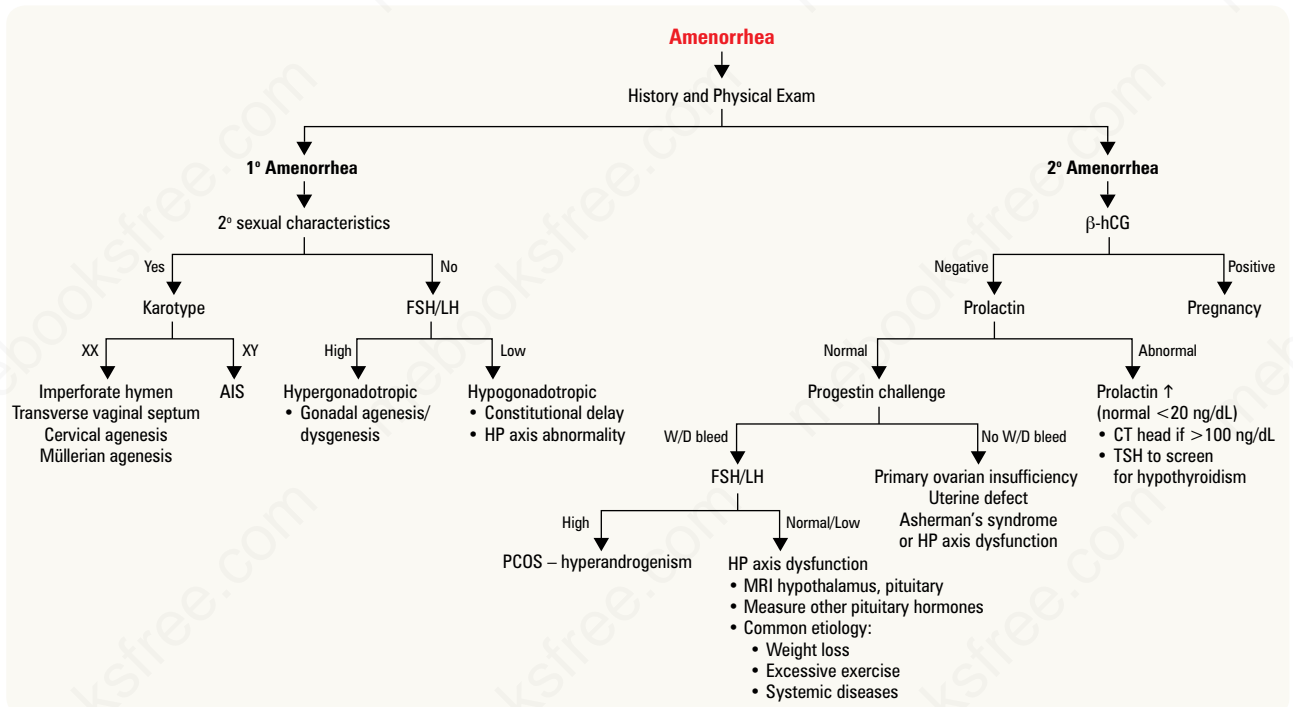 Amenorrhea
History and Physical Exam
1º Amenorrhea
2º Amenorrhea
2º sexual characteristics
β-hCG
Yes
No
Negative
Positive
Karotype
FSH/LH
Prolactin
Pregnancy
XX
XY
High
Low
Normal
Abnormal
Imperforate hymen
Transverse vaginal septum
Cervical agenesis
Müllerian agenesis
AIS
Hypergonadotropic
• Gonadal agenesis/
dysgenesis
Hypogonadotropic
• Constitutional delay
• HP axis abnormality
Progestin challenge
Prolactin ↑
(normal <20 ng/dL)
• CT head if >100 ng/dL
• TSH to screen
for hypothyroidism
W/D bleed
No W/D bleed
FSH/LH
Primary ovarian insufficiency
Uterine defect
Asherman's syndrome
or HP axis dysfunction
High
Normal/Low
PCOS – hyperandrogenism
HP axis dysfunction
• MRI hypothalamus, pituitary
• Measure other pituitary hormones
• Common etiology:
• Weight loss
• Excessive exercise
• Systemic diseases